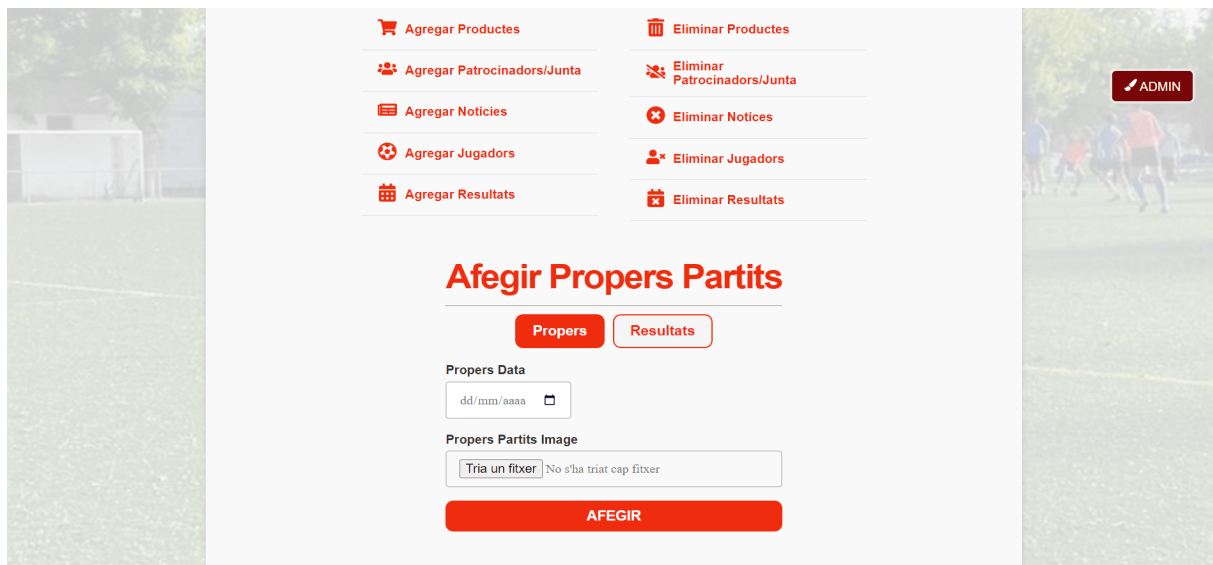 Agregar Productes
Eliminar Productes
Agregar Patrocinadors/Junta
Eliminar
Patrocinadors/Junta
ADMIN
Agregar Notícies
Eliminar Notíces
Agregar Jugadors
Eliminar Jugadors
Agregar Resultats
Eliminar Resultats
Afegir Propers Partits
Propers
Resultats
Propers Data
dd/mm/aaaa
Propers Partits Image
Tria un fitxer No s'ha triat cap fitxer
AFEGIR